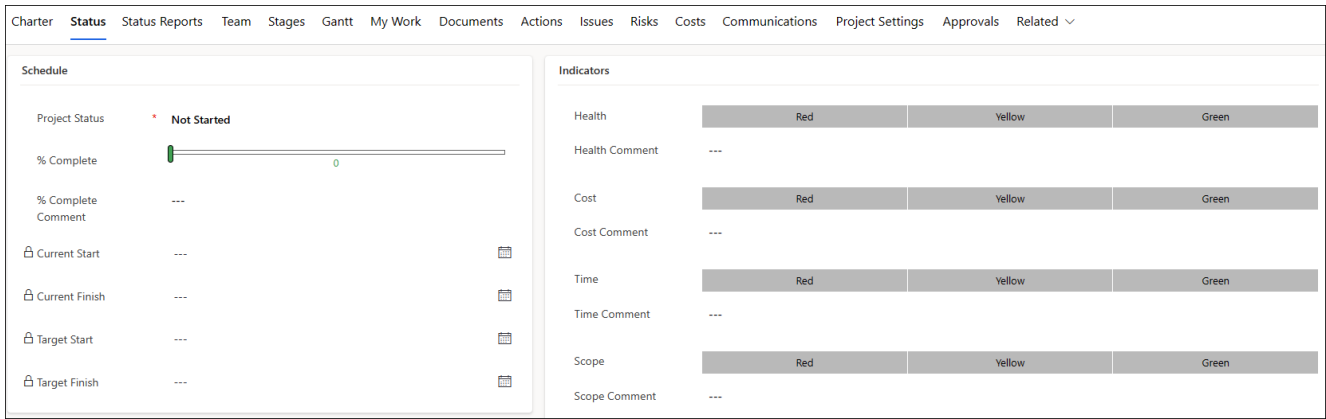 Charter Status Status Reports Team Stages Gantt My Work Documents Actions Issues Risks Costs Communications Project Settings Approvals Related
Schedule
Project Status * Not Started
% Complete
0
% Complete
Comment
---
Current Start ---
Current Finish ---
Target Start ---
Target Finish ---
Indicators
Health Red Yellow Green
Health Comment ---
Cost Red Yellow Green
Cost Comment ---
Time Red Yellow Green
Time Comment ---
Scope Red Yellow Green
Scope Comment ---